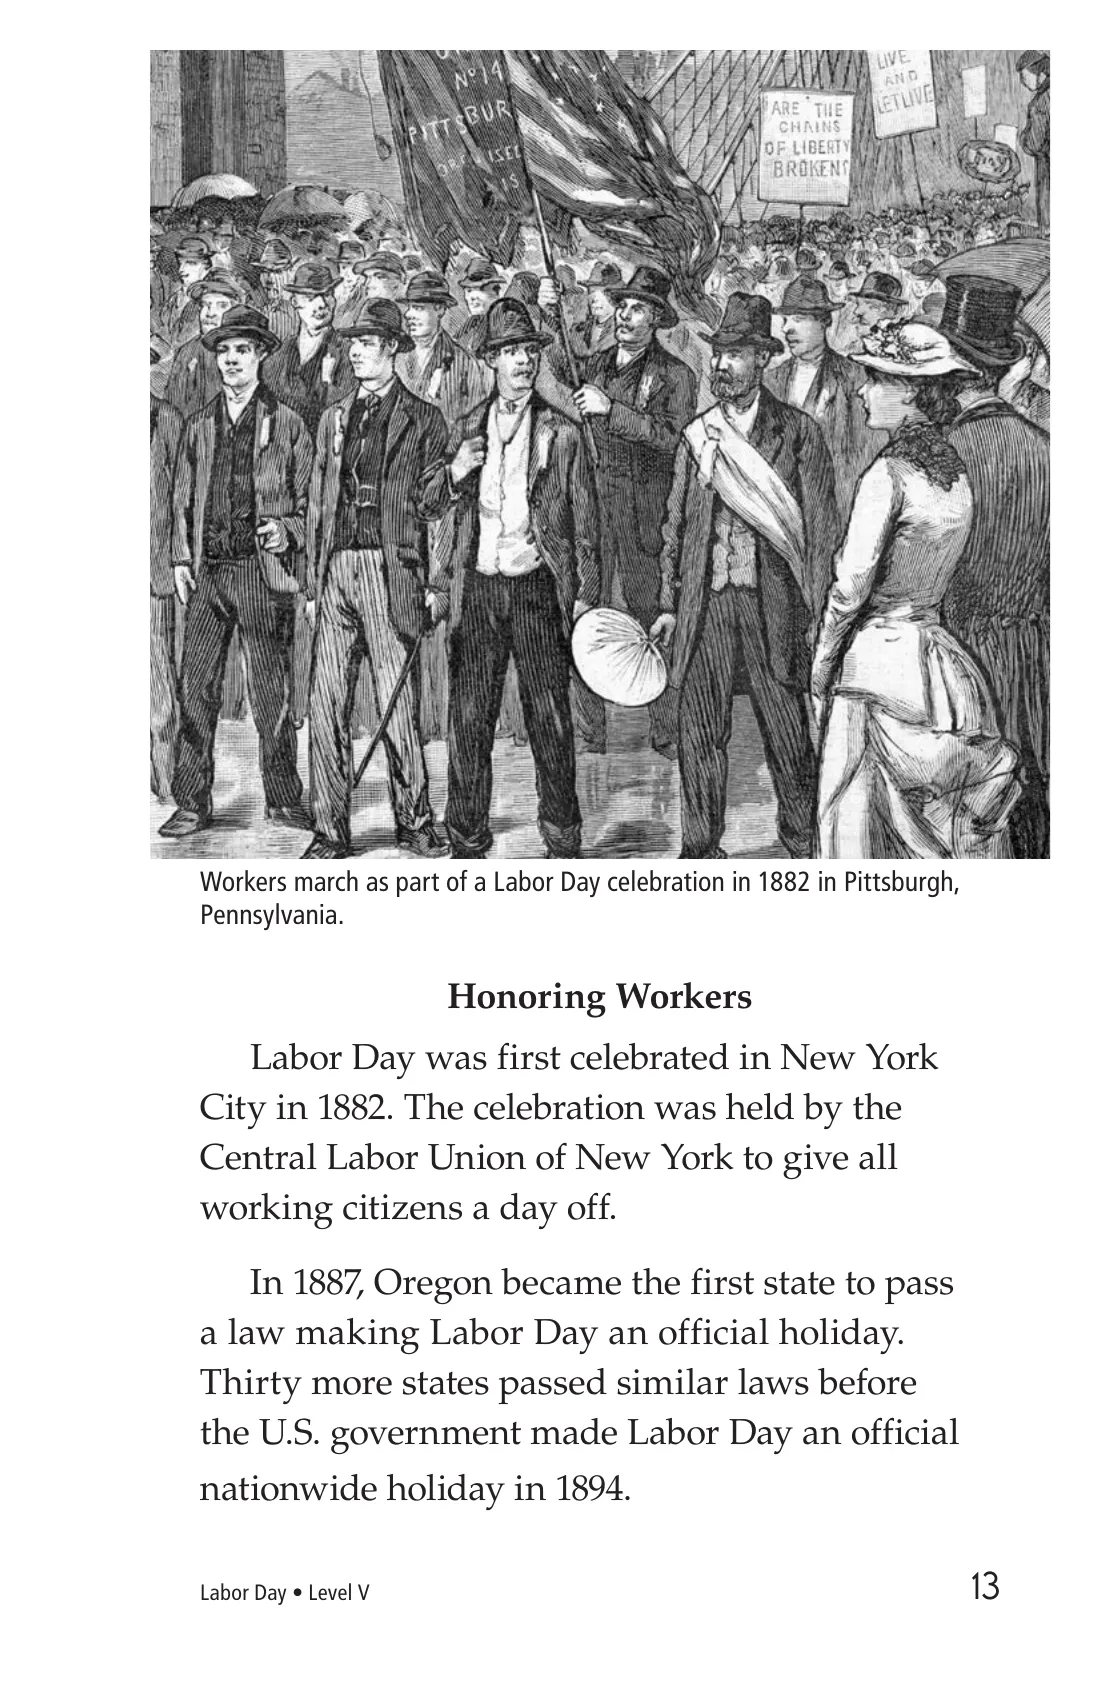 Nº 14
PITTSBUR
IS
ARE THE
CHAINS
OF LIBERTY
BROKEN?
LIVE
AND
LET LIVE
Workers march as part of a Labor Day celebration in 1882 in Pittsburgh,
Pennsylvania.
Honoring Workers
Labor Day was first celebrated in New York
City in 1882. The celebration was held by the
Central Labor Union of New York to give all
working citizens a day off.
In 1887, Oregon became the first state to pass
a law making Labor Day an official holiday.
Thirty more states passed similar laws before
the U.S. government made Labor Day an official
nationwide holiday in 1894.
Labor Day • Level V
13